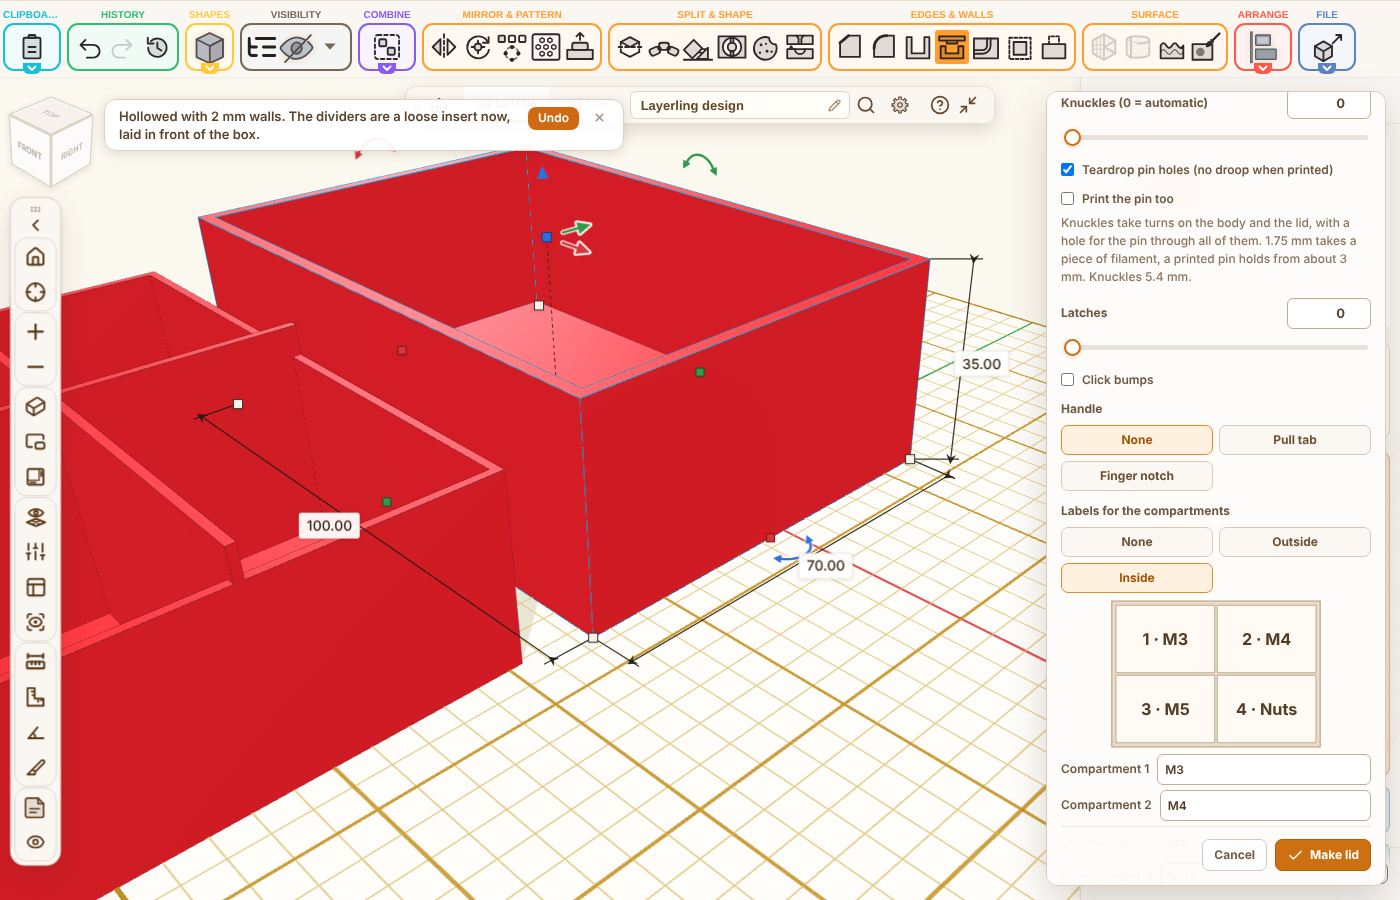 CLIPBOA...
HISTORY
SHAPES
VISIBILITY
COMBINE
MIRROR & PATTERN
SPLIT & SHAPE
EDGES & WALLS
SURFACE
ARRANGE
FILE
Layerling design
Hollowed with 2 mm walls. The dividers are a loose insert now,
laid in front of the box.
Undo
TOP
FRONT
RIGHT
35.00
100.00
70.00
Knuckles (0 = automatic)
0
Teardrop pin holes (no droop when printed)
Print the pin too
Knuckles take turns on the body and the lid, with a
hole for the pin through all of them. 1.75 mm takes a
piece of filament, a printed pin holds from about 3
mm. Knuckles 5.4 mm.
Latches
0
Click bumps
Handle
None
Pull tab
Finger notch
Labels for the compartments
None
Outside
Inside
1 · M3
2 · M4
3 · M5
4 · Nuts
Compartment 1
M3
Compartment 2
M4
Cancel
Make lid